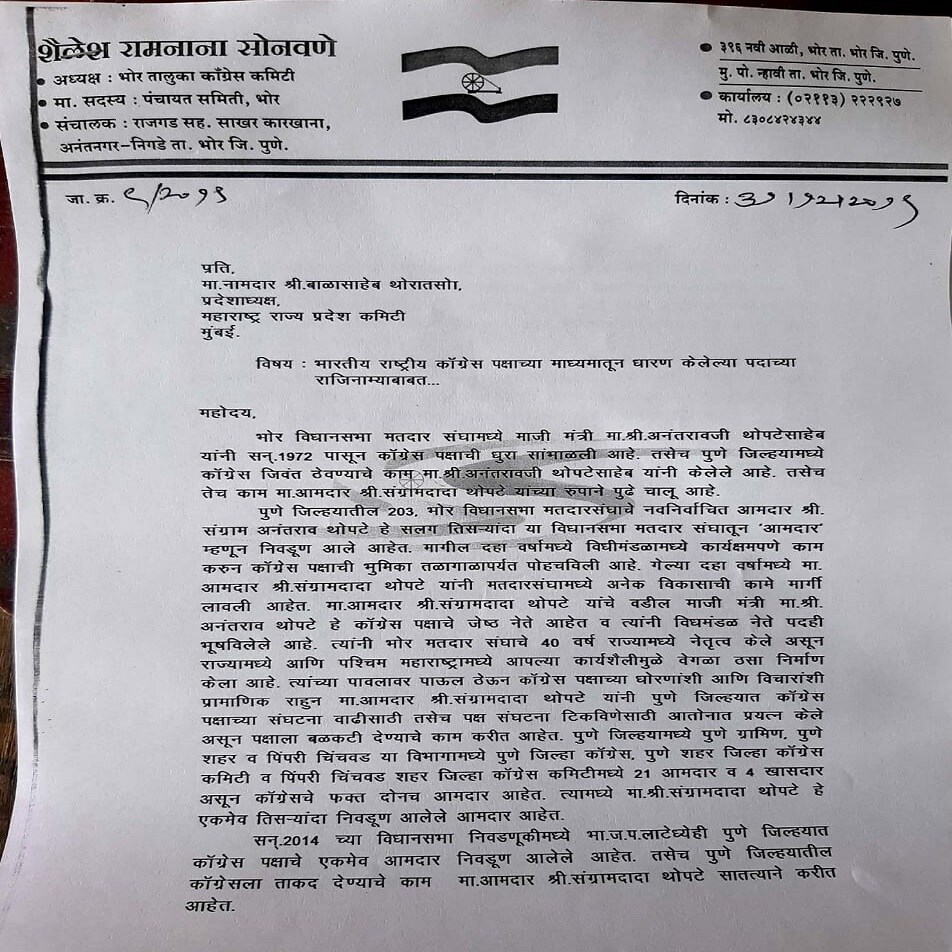 शैलेश रामनाना सोनवणे
• अध्यक्ष : भोर तालुका काँग्रेस कमिटी
• मा. सदस्य : पंचायत समिती, भोर
• संचालक : राजगड सह. साखर कारखाना,
अनंतनगर-निगडे ता. भोर जि. पुणे.
• ३९६ नवी आळी, भोर ता. भोर जि. पुणे.
मु. पो. न्हावी ता. भोर जि. पुणे.
• कार्यालय : (०२११३) २२२९२७
मो. ८३०८४२४३४४
जा. क्र. ९/२०१९
दिनांक : ३१/१२/२०१९
प्रति,
मा.नामदार श्री.बाळासाहेब थोरातसोा,
प्रदेशाध्यक्ष,
महाराष्ट्र राज्य प्रदेश कमिटी
मुंबई.
विषय : भारतीय राष्ट्रीय कॉंग्रेस पक्षाच्या माध्यमातून धारण केलेल्या पदाच्या
राजिनाम्याबाबत...
महोदय,
भोर विधानसभा मतदार संघामध्ये माजी मंत्री मा.श्री.अनंतरावजी थोपटेसाहेब
यांनी सन्.1972 पासून कॉंग्रेस पक्षाची धुरा सांभाळली आहे. तसेच पुणे जिल्हयामध्ये
कॉंग्रेस जिवंत ठेवण्याचे काम मा.श्री.अनंतरावजी थोपटेसाहेब यांनी केलेले आहे. तसेच
तेच काम मा.आमदार श्री.संग्रामदादा थोपटे यांच्या रुपाने पुढे चालू आहे.
पुणे जिल्हयातील 203, भोर विधानसभा मतदारसंघाचे नवनिर्वाचित आमदार श्री.
संग्राम अनंतराव थोपटे हे सलग तिसऱ्यांदा या विधानसभा मतदार संघातून ‘आमदार’
म्हणून निवडूण आले आहेत. मागील दहा वर्षामध्ये विधीमंडळामध्ये कार्यक्षमपणे काम
करुन कॉंग्रेस पक्षाची भुमिका तळागाळापर्यंत पोहचविली आहे. गेल्या दहा वर्षामध्ये मा.
आमदार श्री.संग्रामदादा थोपटे यांनी मतदारसंघामध्ये अनेक विकासाची कामे मार्गी
लावली आहेत. मा.आमदार श्री.संग्रामदादा थोपटे यांचे वडील माजी मंत्री मा.श्री.
अनंतराव थोपटे हे कॉंग्रेस पक्षाचे जेष्ठ नेते आहेत व त्यांनी विधमंडळ नेते पदही
भूषविलेले आहे. त्यांनी भोर मतदार संघाचे 40 वर्ष राज्यामध्ये नेतृत्व केले असून
राज्यामध्ये आणि पश्चिम महाराष्ट्रामध्ये आपल्या कार्यशैलीमुळे वेगळा ठसा निर्माण
केला आहे. त्यांच्या पावलावर पाऊल ठेऊन कॉंग्रेस पक्षाच्या धोरणांशी आणि विचारांशी
प्रामाणिक राहुन मा.आमदार श्री.संग्रामदादा थोपटे यांनी पुणे जिल्हयात कॉंग्रेस
पक्षाच्या संघटना वाढीसाठी तसेच पक्ष संघटना टिकविणेसाठी आतोनात प्रयत्न केले
असून पक्षाला बळकटी देण्याचे काम करीत आहेत. पुणे जिल्हयामध्ये पुणे ग्रामिण, पुणे
शहर व पिंपरी चिंचवड या विभागामध्ये पुणे जिल्हा कॉंग्रेस, पुणे शहर जिल्हा कॉंग्रेस
कमिटी व पिंपरी चिंचवड शहर जिल्हा कॉंग्रेस कमिटीमध्ये 21 आमदार व 4 खासदार
असून कॉंग्रेसचे फक्त दोनच आमदार आहेत. त्यामध्ये मा.श्री.संग्रामदादा थोपटे हे
एकमेव तिसऱ्यांदा निवडूण आलेले आमदार आहेत.
सन्.2014 च्या विधानसभा निवडणूकीमध्ये भा.ज.प.लाटेध्येही पुणे जिल्हयात
कॉंग्रेस पक्षाचे एकमेव आमदार निवडूण आलेले आहेत. तसेच पुणे जिल्हयातील
कॉंग्रेसला ताकद देण्याचे काम मा.आमदार श्री.संग्रामदादा थोपटे सातत्याने करीत
आहेत.